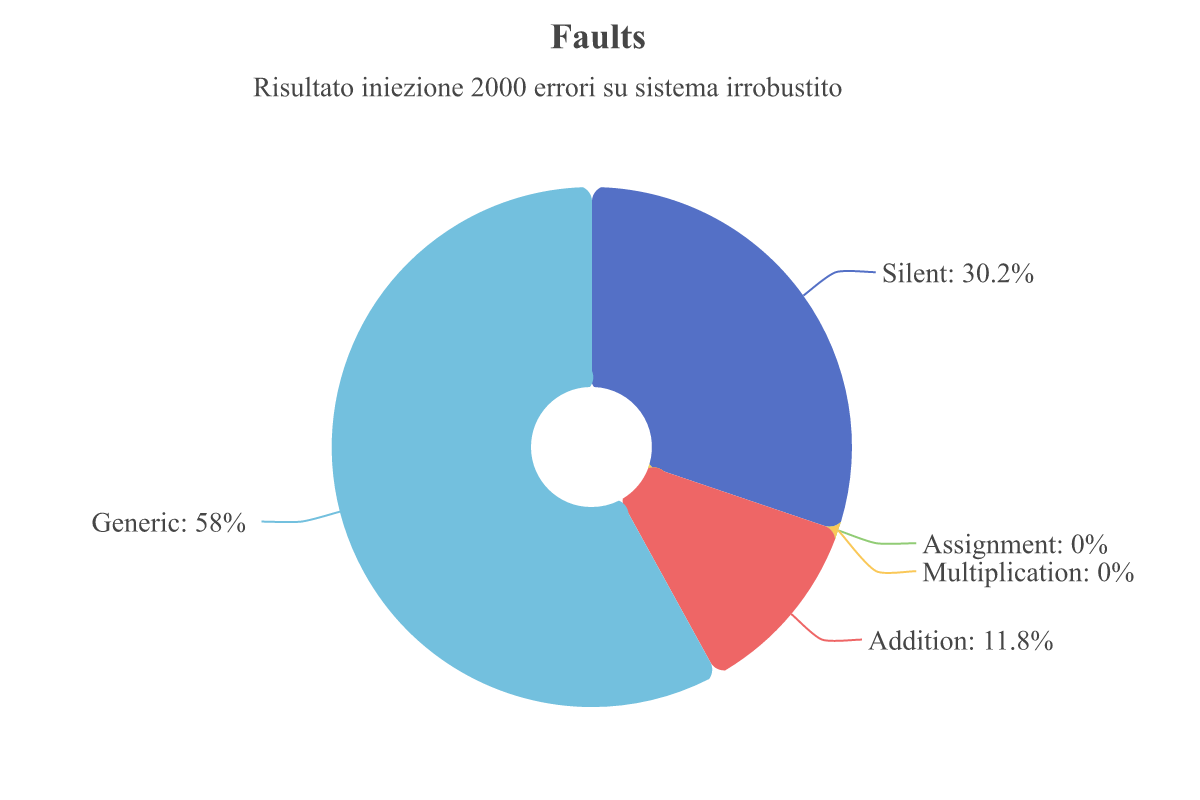 Faults
Risultato iniezione 2000 errori su sistema irrobustito
Silent: 30.2%
Generic: 58%
Assignment: 0%
Multiplication: 0%
Addition: 11.8%